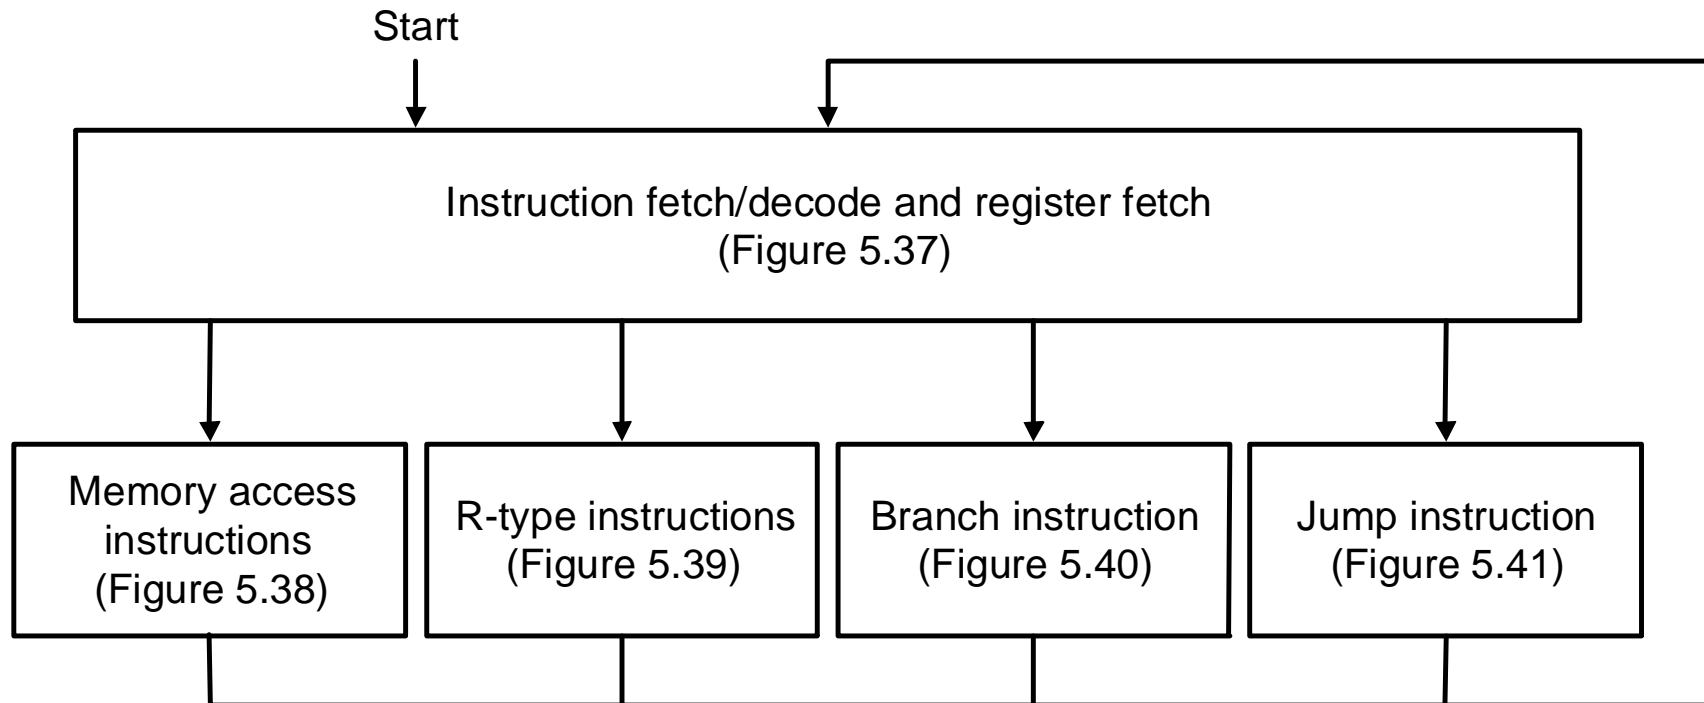 Start
Instruction fetch/decode and register fetch
(Figure 5.37)
Memory access
instructions
(Figure 5.38)
R-type instructions
(Figure 5.39)
Branch instruction
(Figure 5.40)
Jump instruction
(Figure 5.41)